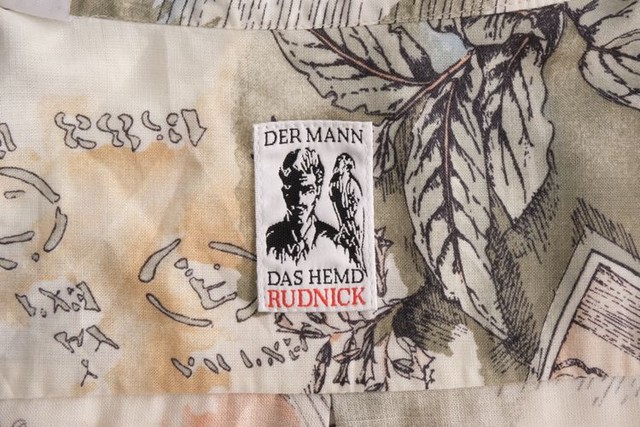 DER MANN
DAS HEMD
RUDNICK